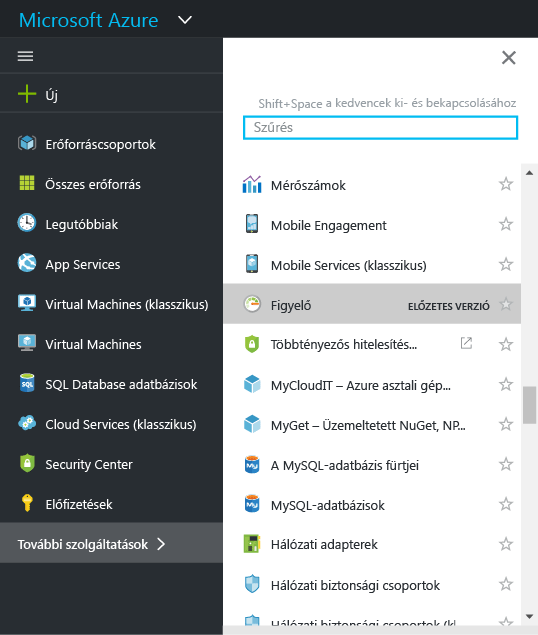 Microsoft Azure
Shift+Space a kedvencek ki- és bekapcsolásához
Szűrés
Új
Erőforráscsoportok
Összes erőforrás
Legutóbbiak
App Services
Virtual Machines (klasszikus)
Virtual Machines
SQL Database adatbázisok
Cloud Services (klasszikus)
Security Center
Előfizetések
További szolgáltatások
Mérőszámok
Mobile Engagement
Mobile Services (klasszikus)
Figyelő ELŐZETES VERZIÓ
Többtényezős hitelesítés...
MyCloudIT – Azure asztali gép...
MyGet – Üzemeltetett NuGet, NP...
A MySQL-adatbázis fürtjei
MySQL-adatbázisok
Hálózati adapterek
Hálózati biztonsági csoportok
Hálózati biztonsági csoportok (kl